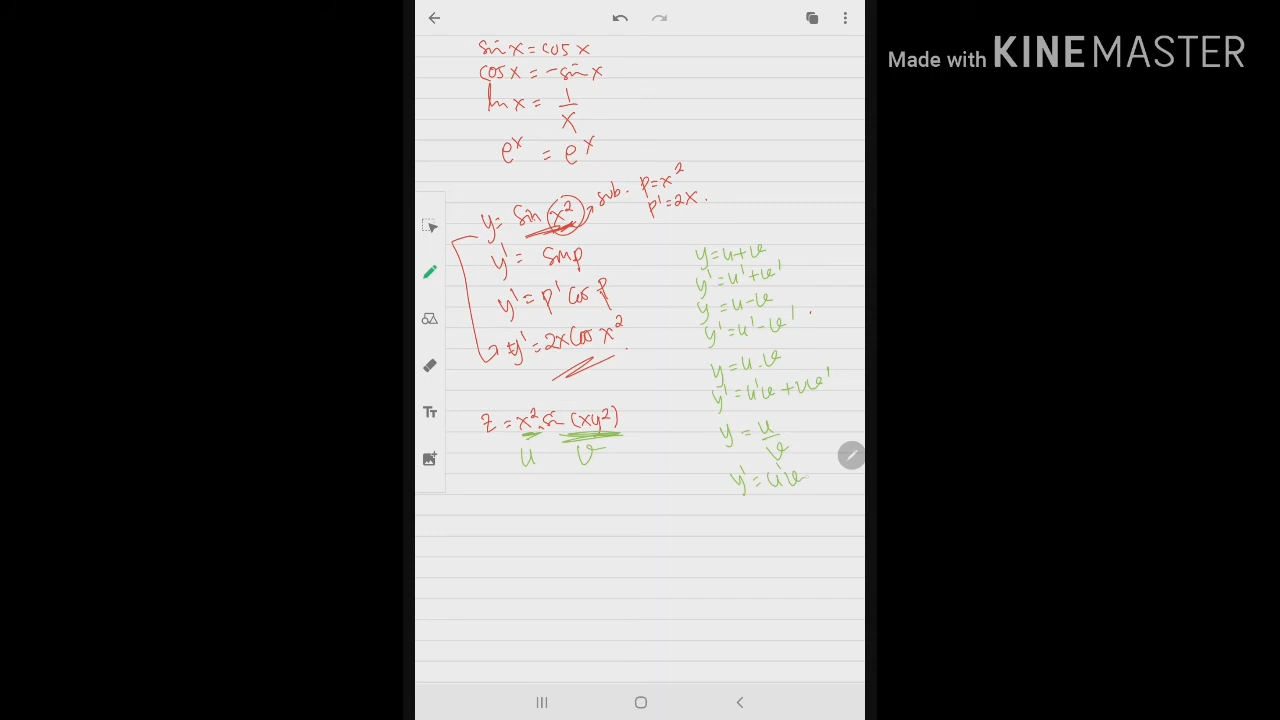 Made with KINEMASTER
sin x = cos x
cos x = -sin x
ln x = 1/x
e^x = e^x
y = sin x² sub. p = x²
p' = 2x.
y' = sin p
y' = p' cos p
y' = 2x cos x²
z = x². sin (xy²)
u v
y = u + v
y' = u' + v'
y = u - v
y' = u' - v'
y = u . v
y' = u'v + uv'
y = u/v
y' = u'v
Tт